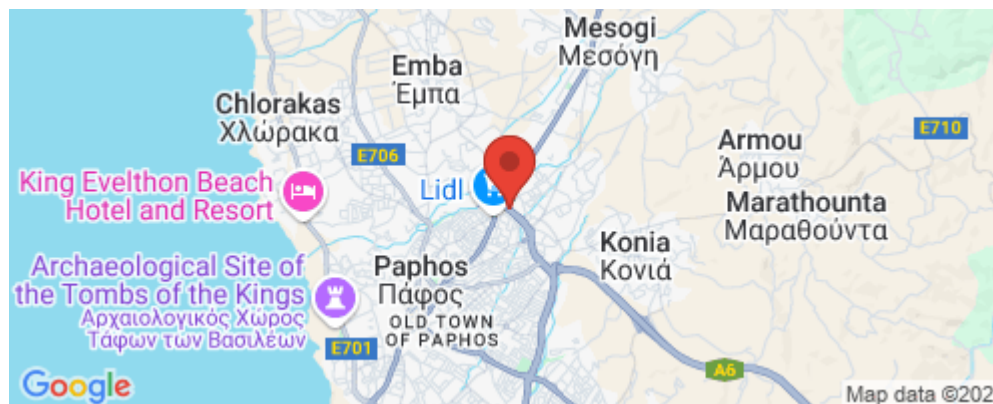 Mesogi
Μεσόγη
Emba
Έμπα
Chlorakas
Χλώρακα
E710
Armou
Άρμου
E706
King Evelthon Beach
Hotel and Resort
Lidl
Marathounta
Μαραθούντα
Konia
Κονιά
Archaeological Site of
the Tombs of the Kings
Αρχαιολογικός Χώρος
Τάφων των Βασιλέων
Paphos
Πάφος
OLD TOWN
OF PAPHOS
E701
A6
Google
Map data ©202